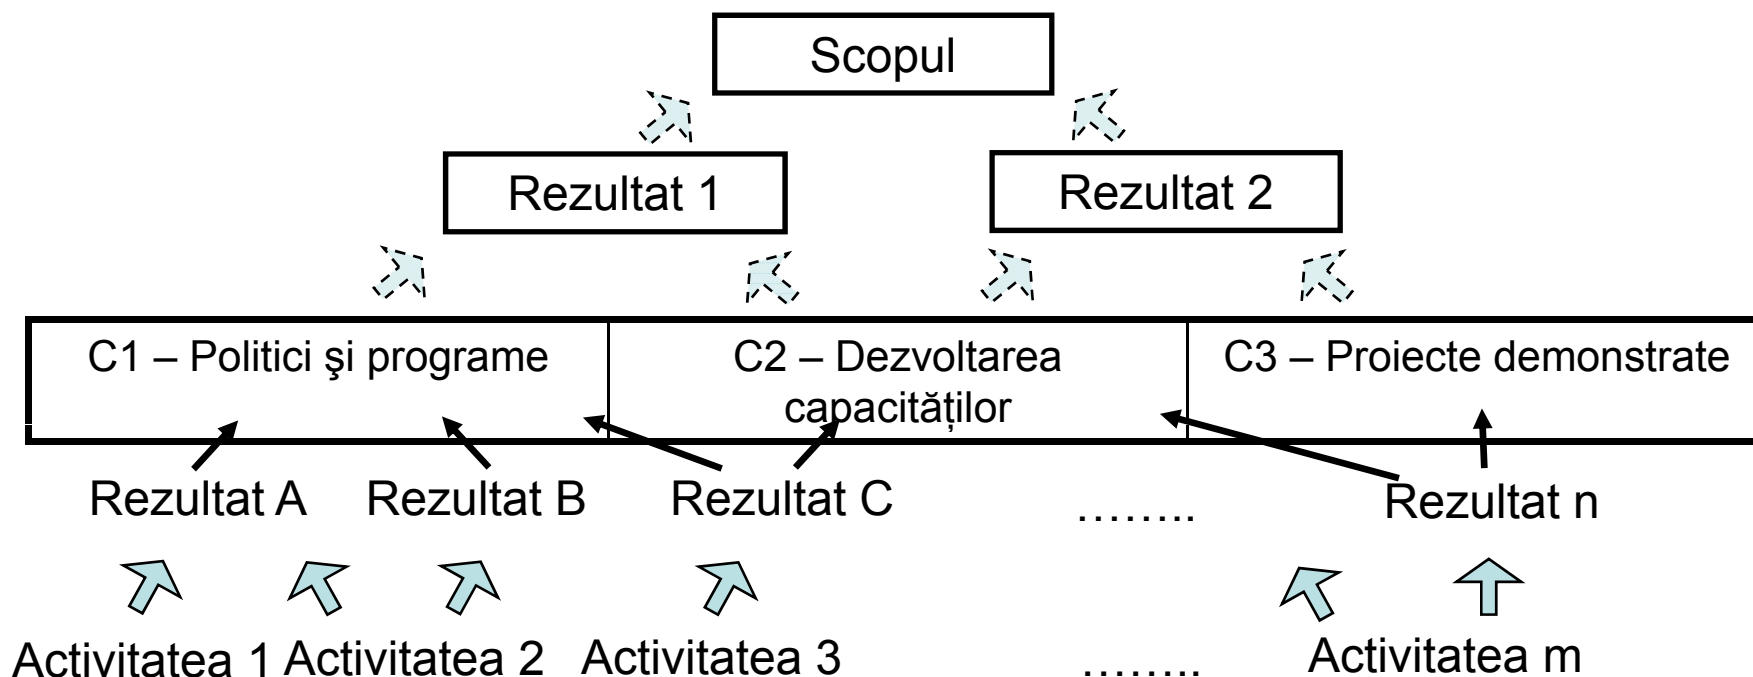 Scopul
Rezultat 1
Rezultat 2
C1 – Politici şi programe
C2 – Dezvoltarea
capacităților
C3 – Proiecte demonstrate
Rezultat A
Rezultat B
Rezultat C
……..
Rezultat n
Activitatea 1
Activitatea 2
Activitatea 3
……..
Activitatea m